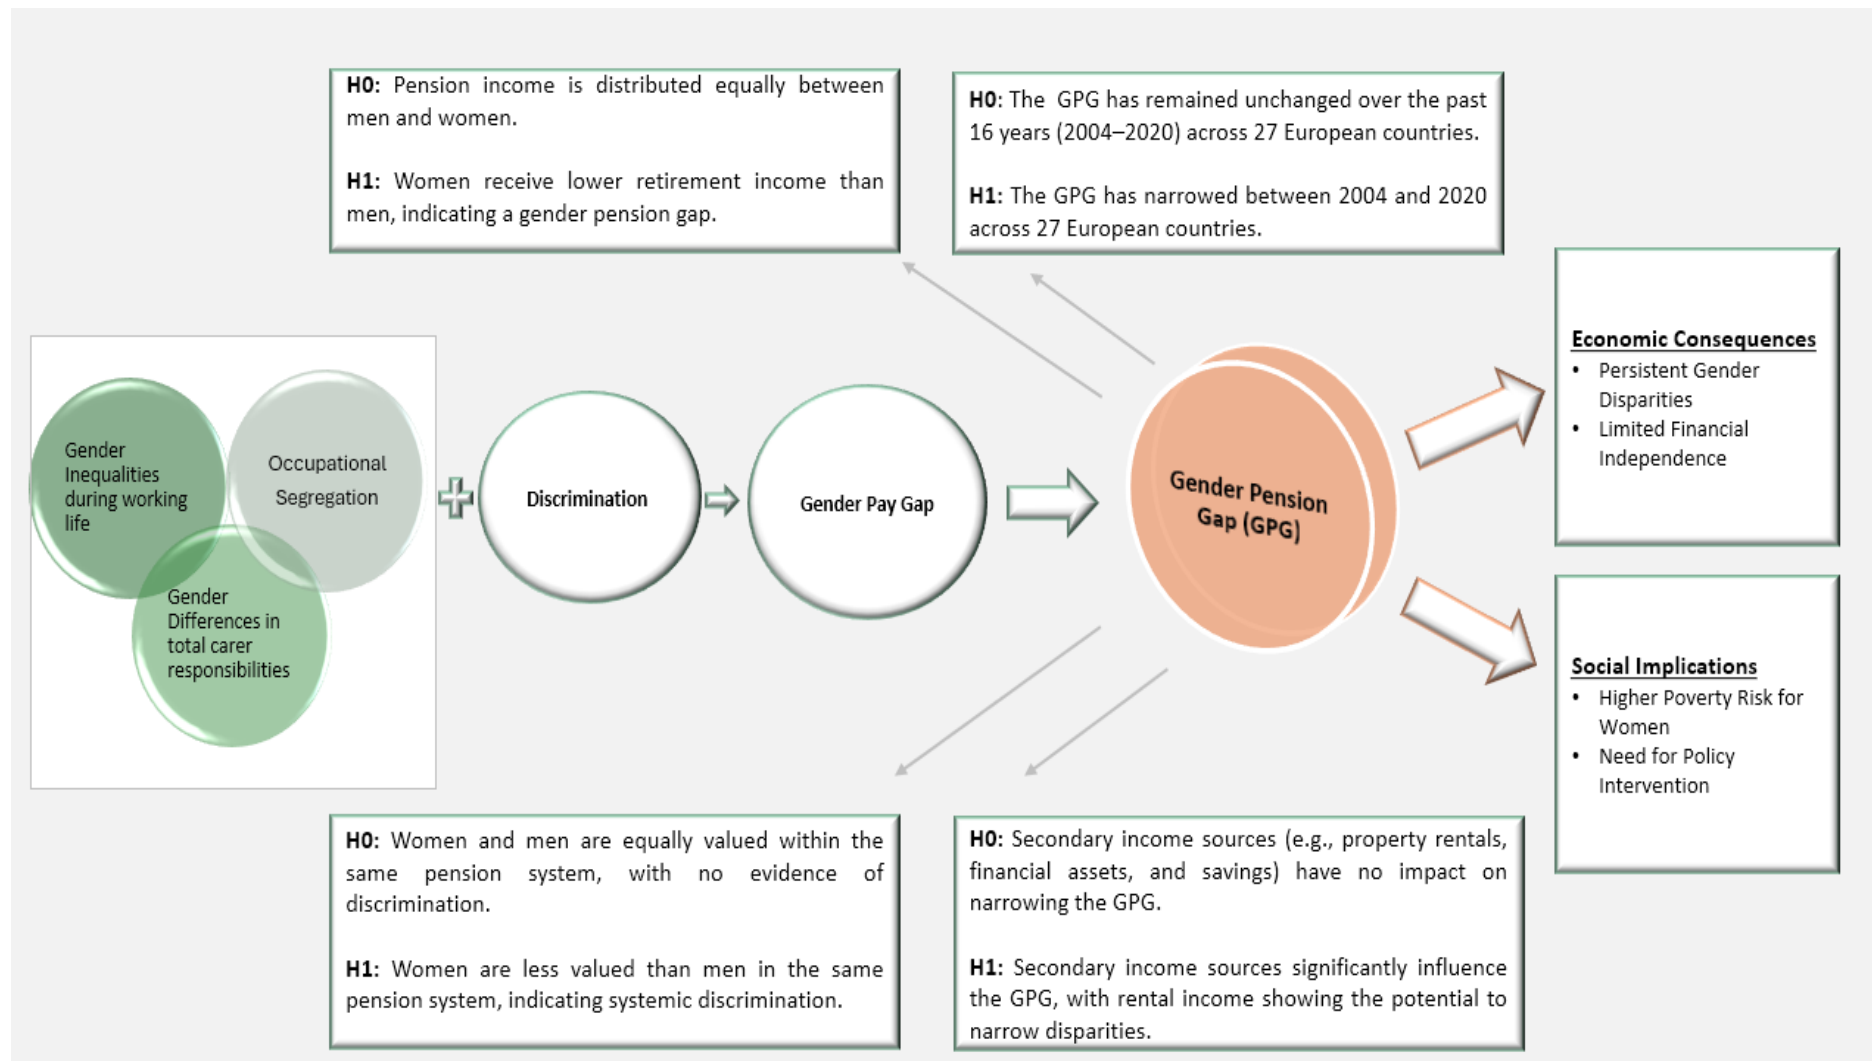 H0: Pension income is distributed equally between
men and women.
H1: Women receive lower retirement income than
men, indicating a gender pension gap.
H0: The GPG has remained unchanged over the past
16 years (2004–2020) across 27 European countries.
H1: The GPG has narrowed between 2004 and 2020
across 27 European countries.
Gender
Inequalities
during working
life
Occupational
Segregation
Gender
Differences in
total carer
responsibilities
Discrimination
Gender Pay Gap
Gender Pension
Gap (GPG)
Economic Consequences
• Persistent Gender
Disparities
• Limited Financial
Independence
Social Implications
• Higher Poverty Risk for
Women
• Need for Policy
Intervention
H0: Women and men are equally valued within the
same pension system, with no evidence of
discrimination.
H1: Women are less valued than men in the same
pension system, indicating systemic discrimination.
H0: Secondary income sources (e.g., property rentals,
financial assets, and savings) have no impact on
narrowing the GPG.
H1: Secondary income sources significantly influence
the GPG, with rental income showing the potential to
narrow disparities.